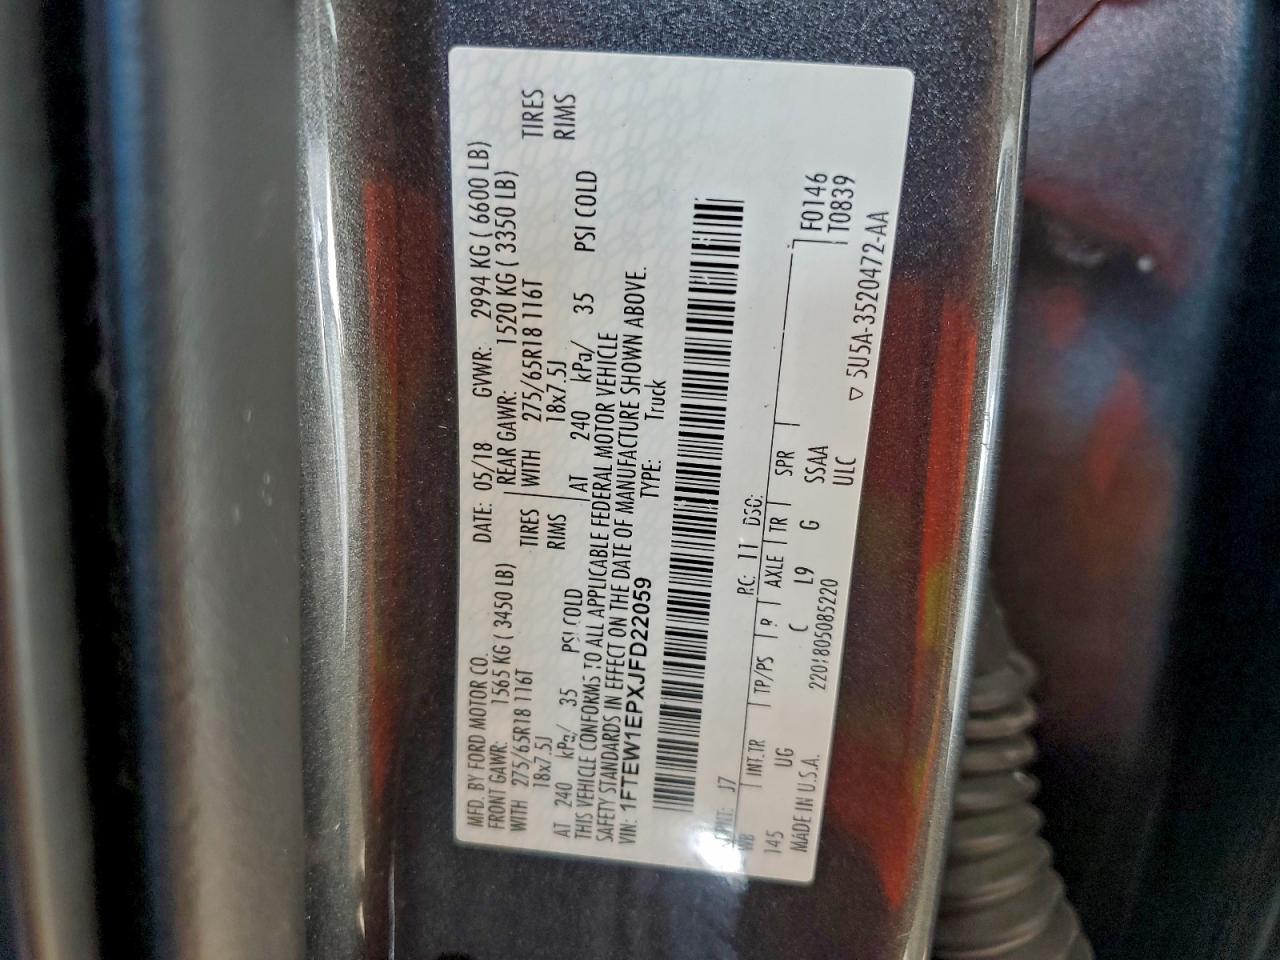 MFD. BY FORD MOTOR CO. DATE: 05/18 GVWR: 2994 KG ( 6600 LB)
FRONT GAWR: 1565 KG ( 3450 LB) REAR GAWR: 1520 KG ( 3350 LB)
WITH 275/65R18 116T TIRES WITH 275/65R18 116T TIRES
18x7.5J RIMS 18x7.5J RIMS
AT 240 kPa/ 35 PSI COLD AT 240 kPa/ 35 PSI COLD
THIS VEHICLE CONFORMS TO ALL APPLICABLE FEDERAL MOTOR VEHICLE
SAFETY STANDARDS IN EFFECT ON THE DATE OF MANUFACTURE SHOWN ABOVE.
VIN: 1FTEW1EPXJFD22059 TYPE: Truck
J7 P.C: 11 DSO:
WB INT.TR TP/PS R AXLE TR SPR F0146
145 UG C L9 G SSAA T0839
MADE IN U.S.A. 2201805085220 ULC
▽ 5U5A-3520472-AA